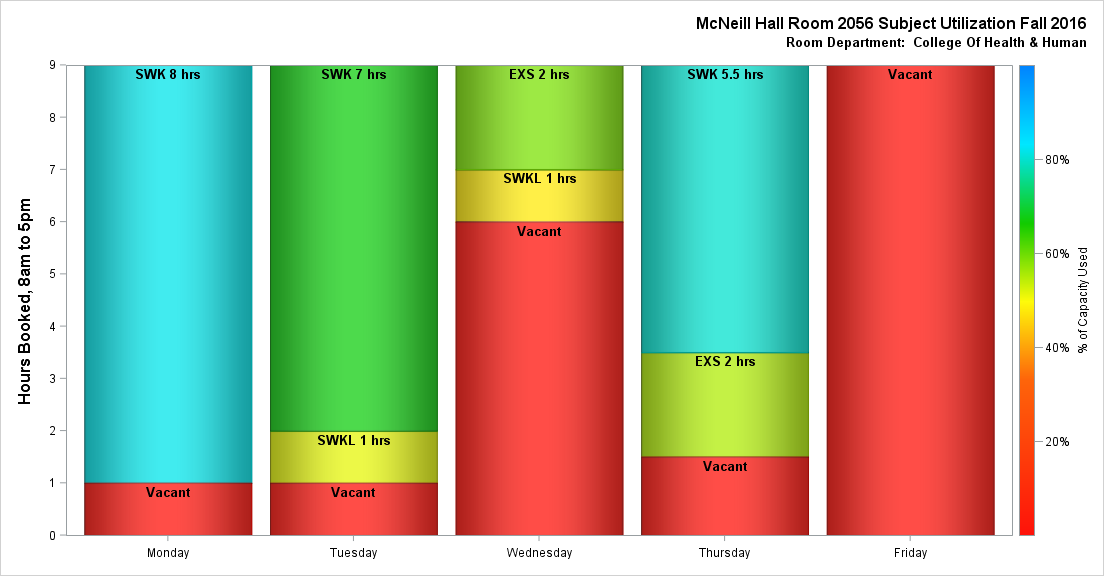 McNeill Hall Room 2056 Subject Utilization Fall 2016
Room Department: College Of Health & Human
Hours Booked, 8am to 5pm
9
8
7
6
5
4
3
2
1
0
SWK 8 hrs
Vacant
SWK 7 hrs
SWKL 1 hrs
Vacant
EXS 2 hrs
SWKL 1 hrs
Vacant
SWK 5.5 hrs
EXS 2 hrs
Vacant
Vacant
Monday
Tuesday
Wednesday
Thursday
Friday
80%
60%
40%
20%
% of Capacity Used